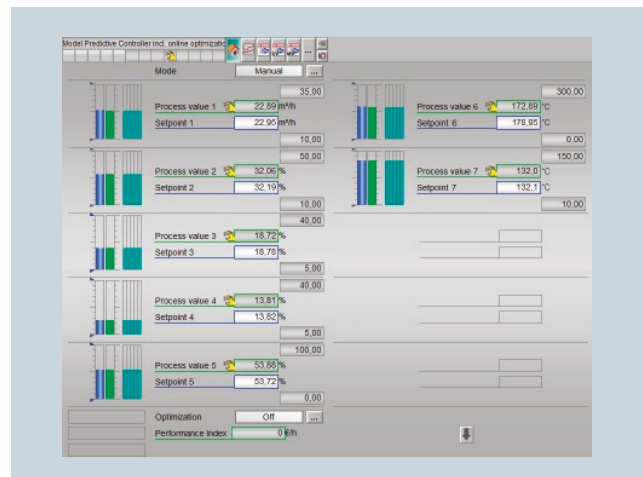 Model Predictive Controller incl. online optimizatio
...
Mode Manual ...
35,00
Process value 1 22,89 m³/h
Setpoint 1 22,95 m³/h
10,00
50,00
Process value 2 32,06 %
Setpoint 2 32,19 %
10,00
40,00
Process value 3 18,72 %
Setpoint 3 18,78 %
5,00
40,00
Process value 4 13,81 %
Setpoint 4 13,82 %
5,00
100,00
Process value 5 53,88 %
Setpoint 5 53,72 %
0,00
Optimization Off ...
Performance Index 0 €/h
300,00
Process value 6 172,89 °C
Setpoint 6 178,95 °C
0,00
150,00
Process value 7 132,0 °C
Setpoint 7 132,1 °C
10,00